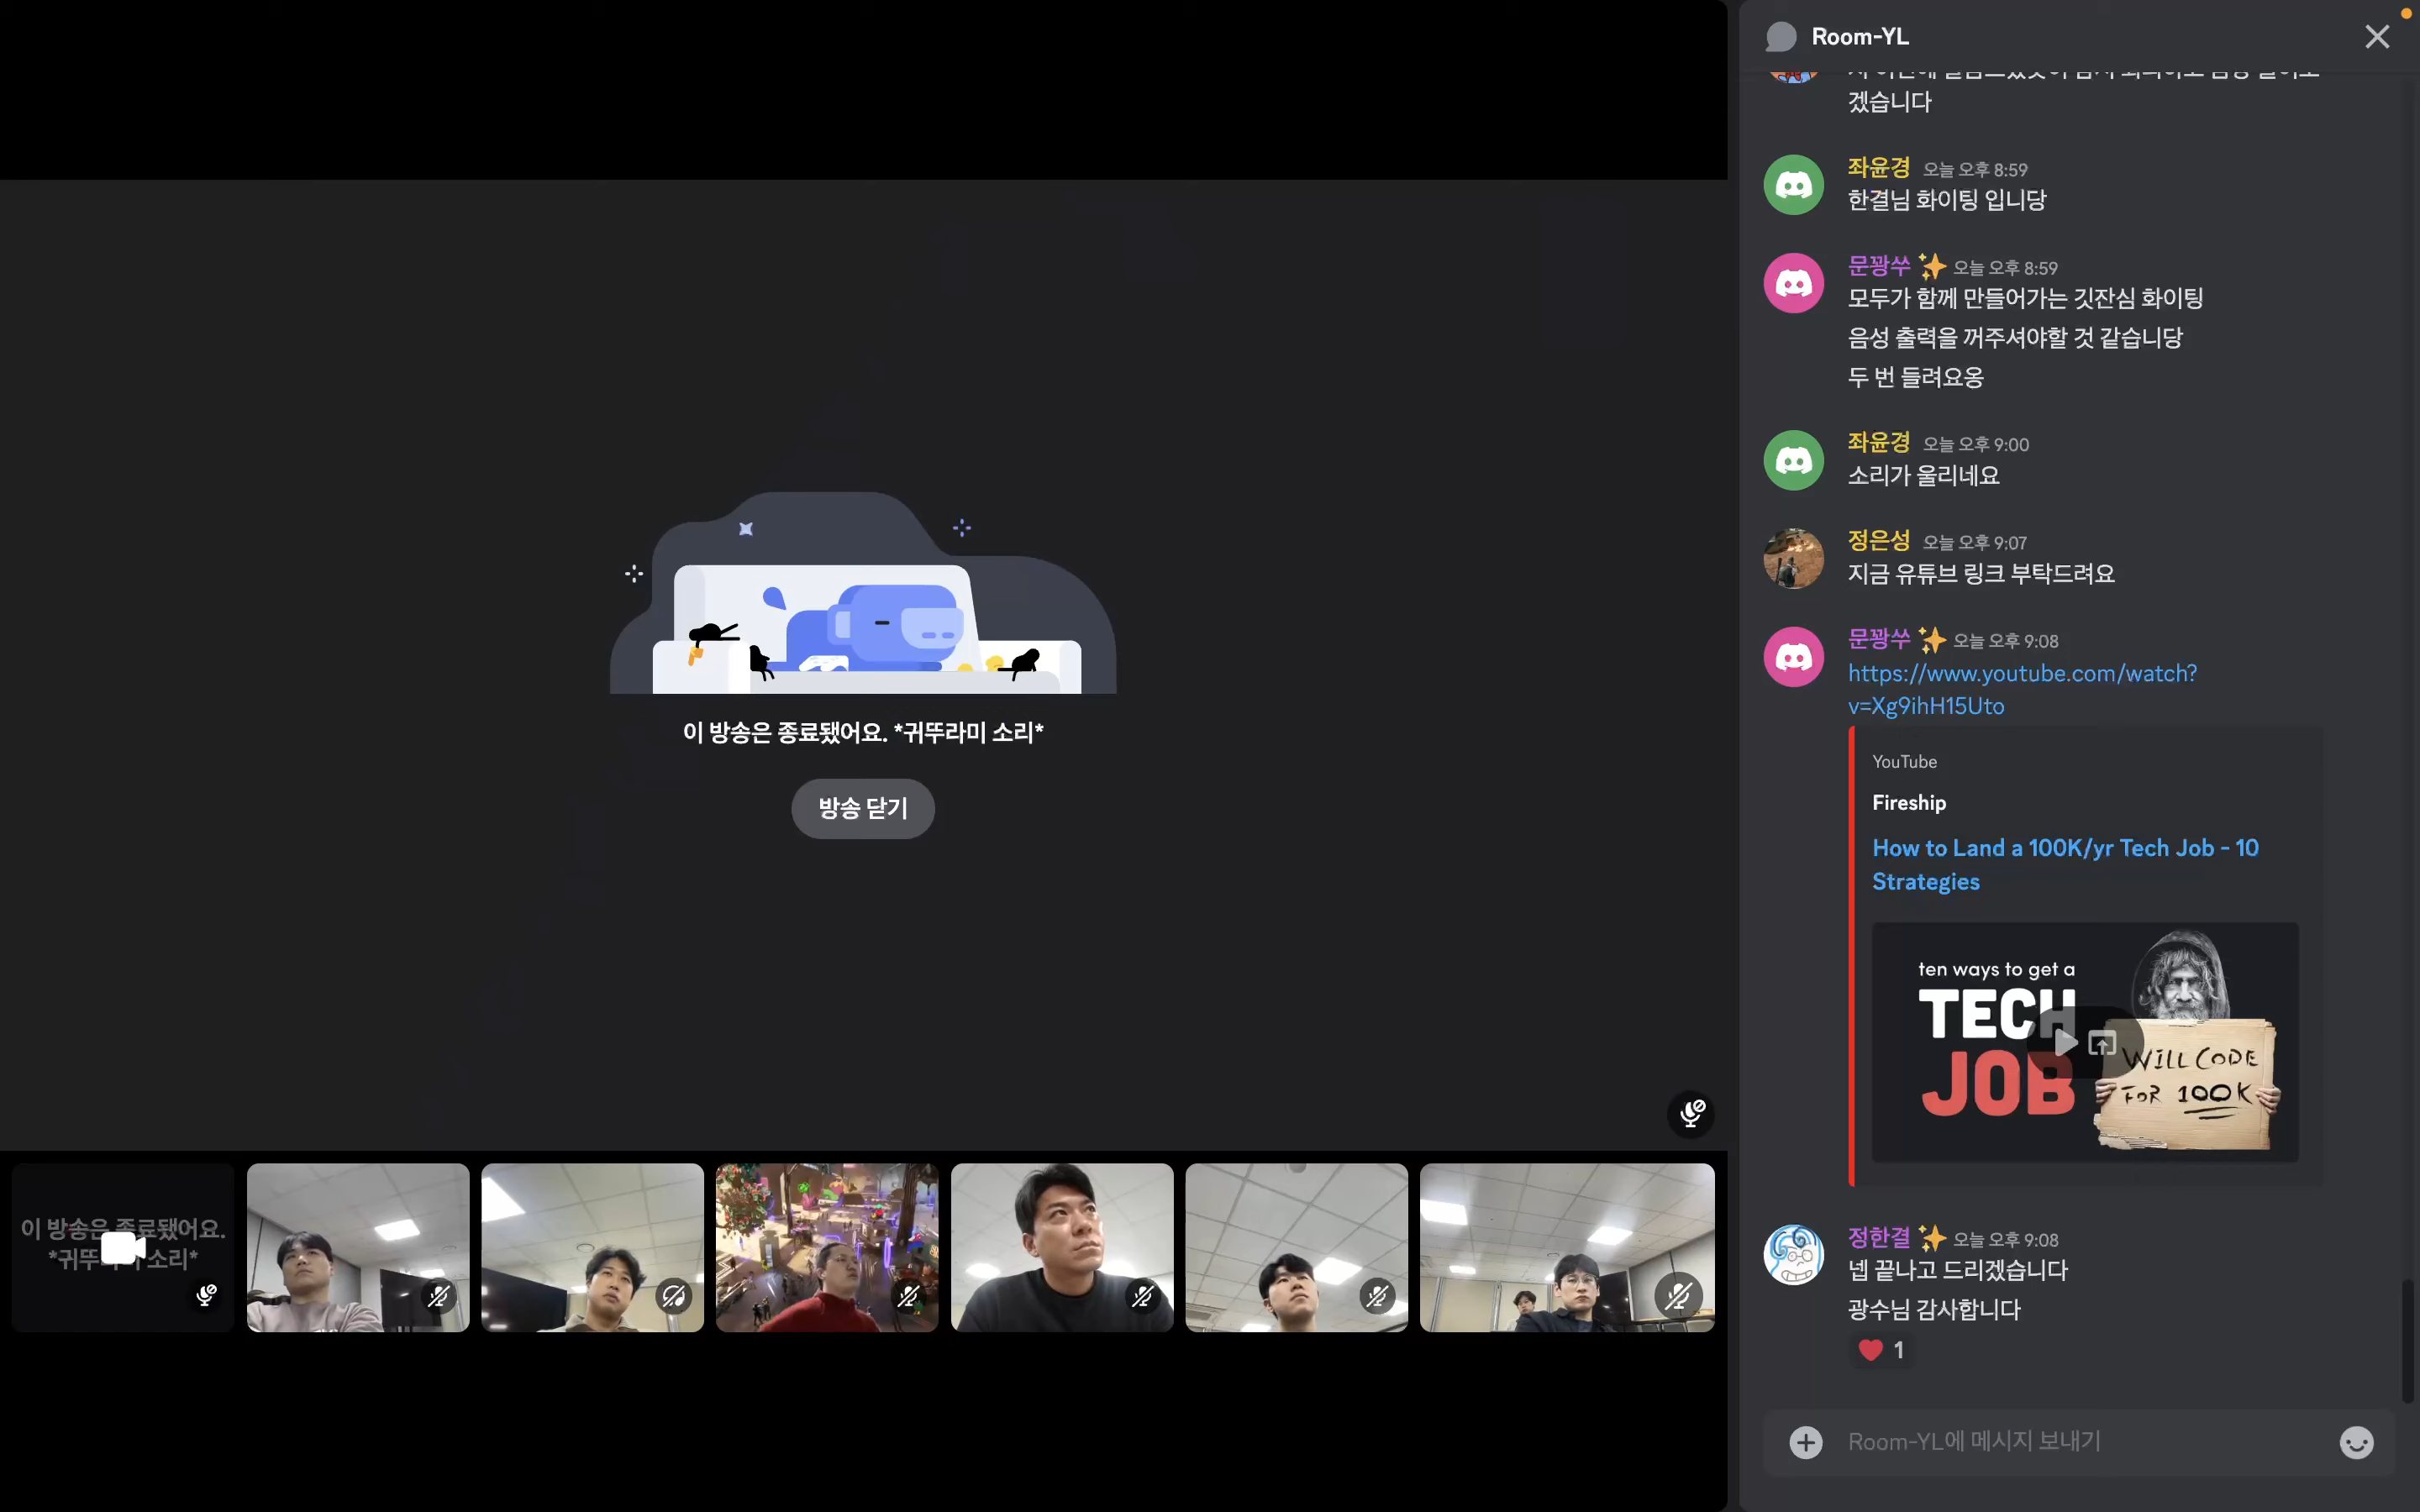 Room-YL
겠습니다
좌윤경 오늘 오후 8:59
한결님 화이팅 입니당
문꽝쑤 ✨ 오늘 오후 8:59
모두가 함께 만들어가는 깃잔심 화이팅
음성 출력을 꺼주셔야할 것 같습니당
두 번 들려요옹
좌윤경 오늘 오후 9:00
소리가 울리네요
정은성 오늘 오후 9:07
지금 유튜브 링크 부탁드려요
문꽝쑤 ✨ 오늘 오후 9:08
https://www.youtube.com/watch?
v=Xg9ihH15Uto
YouTube
Fireship
How to Land a 100K/yr Tech Job - 10
Strategies
ten ways to get a
TECH
JOB
WILL CODE
FOR 100K
정한결 ✨ 오늘 오후 9:08
넵 끝나고 드리겠습니다
광수님 감사합니다
❤️ 1
Room-YL에 메시지 보내기
이 방송은 종료됐어요. *귀뚜라미 소리*
방송 닫기
이 방송은 종료됐어요.
소리*